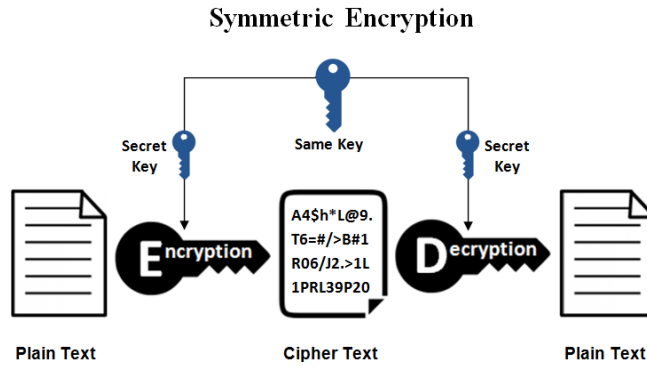 Symmetric Encryption
Secret
Key
Same Key
Secret
Key
Encryption
A4$h*L@9.
T6=#/>B#1
R06/J2.>1L
1PRL39P20
Decryption
Plain Text
Cipher Text
Plain Text